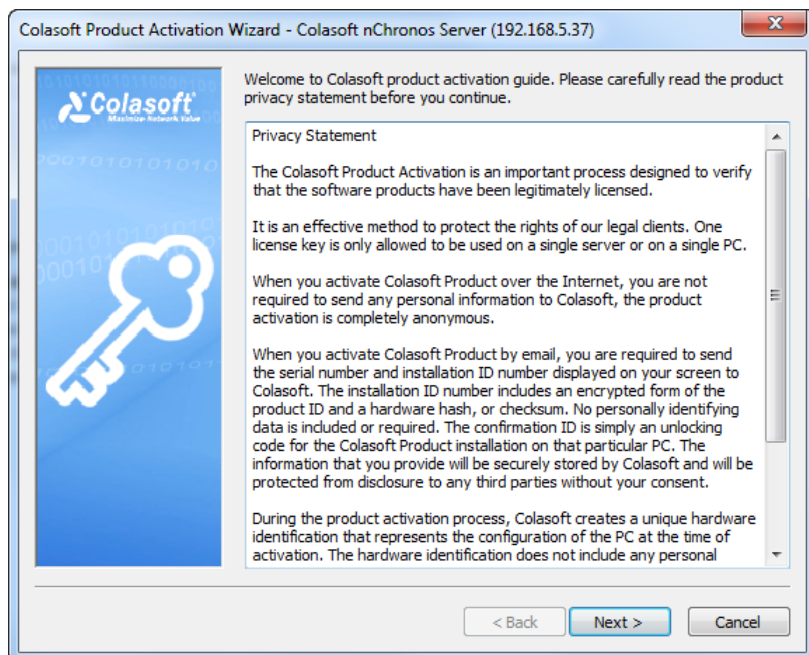 Colasoft Product Activation Wizard - Colasoft nChronos Server (192.168.5.37)
Colasoft
Maximize Network Value
Welcome to Colasoft product activation guide. Please carefully read the product
privacy statement before you continue.
Privacy Statement
The Colasoft Product Activation is an important process designed to verify
that the software products have been legitimately licensed.
It is an effective method to protect the rights of our legal clients. One
license key is only allowed to be used on a single server or on a single PC.
When you activate Colasoft Product over the Internet, you are not
required to send any personal information to Colasoft, the product
activation is completely anonymous.
When you activate Colasoft Product by email, you are required to send
the serial number and installation ID number displayed on your screen to
Colasoft. The installation ID number includes an encrypted form of the
product ID and a hardware hash, or checksum. No personally identifying
data is included or required. The confirmation ID is simply an unlocking
code for the Colasoft Product installation on that particular PC. The
information that you provide will be securely stored by Colasoft and will be
protected from disclosure to any third parties without your consent.
During the product activation process, Colasoft creates a unique hardware
identification that represents the configuration of the PC at the time of
activation. The hardware identification does not include any personal
< Back
Next >
Cancel